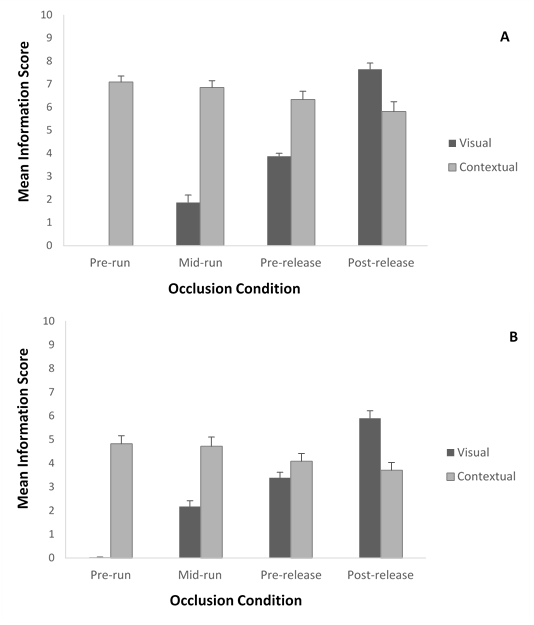 10
9
8
7
6
5
4
3
2
1
0
Mean Information Score
A
Visual
Contextual
Pre-run Mid-run Pre-release Post-release
Occlusion Condition
10
9
8
7
6
5
4
3
2
1
0
Mean Information Score
B
Visual
Contextual
Pre-run Mid-run Pre-release Post-release
Occlusion Condition